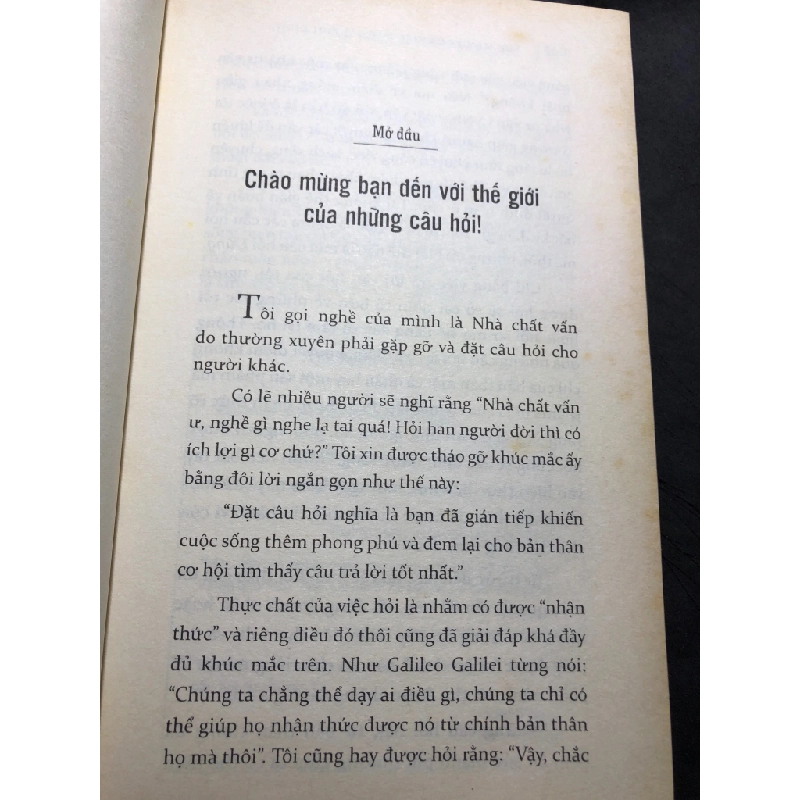 Mở đầu
Chào mừng bạn đến với thế giới
của những câu hỏi!
Tôi gọi nghề của mình là Nhà chất vấn
do thường xuyên phải gặp gỡ và đặt câu hỏi cho
người khác.
Có lẽ nhiều người sẽ nghĩ rằng “Nhà chất vấn
ư, nghề gì nghe lạ tai quá! Hỏi han người đời thì có
ích lợi gì cơ chứ?” Tôi xin được tháo gỡ khúc mắc ấy
bằng đôi lời ngắn gọn như thế này:
“Đặt câu hỏi nghĩa là bạn đã gián tiếp khiến
cuộc sống thêm phong phú và đem lại cho bản thân
cơ hội tìm thấy câu trả lời tốt nhất.”
Thực chất của việc hỏi là nhằm có được “nhận
thức” và riêng điều đó thôi cũng đã giải đáp khá đầy
đủ khúc mắc trên. Như Galileo Galilei từng nói:
“Chúng ta chẳng thể dạy ai điều gì, chúng ta chỉ có
thể giúp họ nhận thức được nó từ chính bản thân
họ mà thôi”. Tôi cũng hay được hỏi rằng: “Vậy, chắc